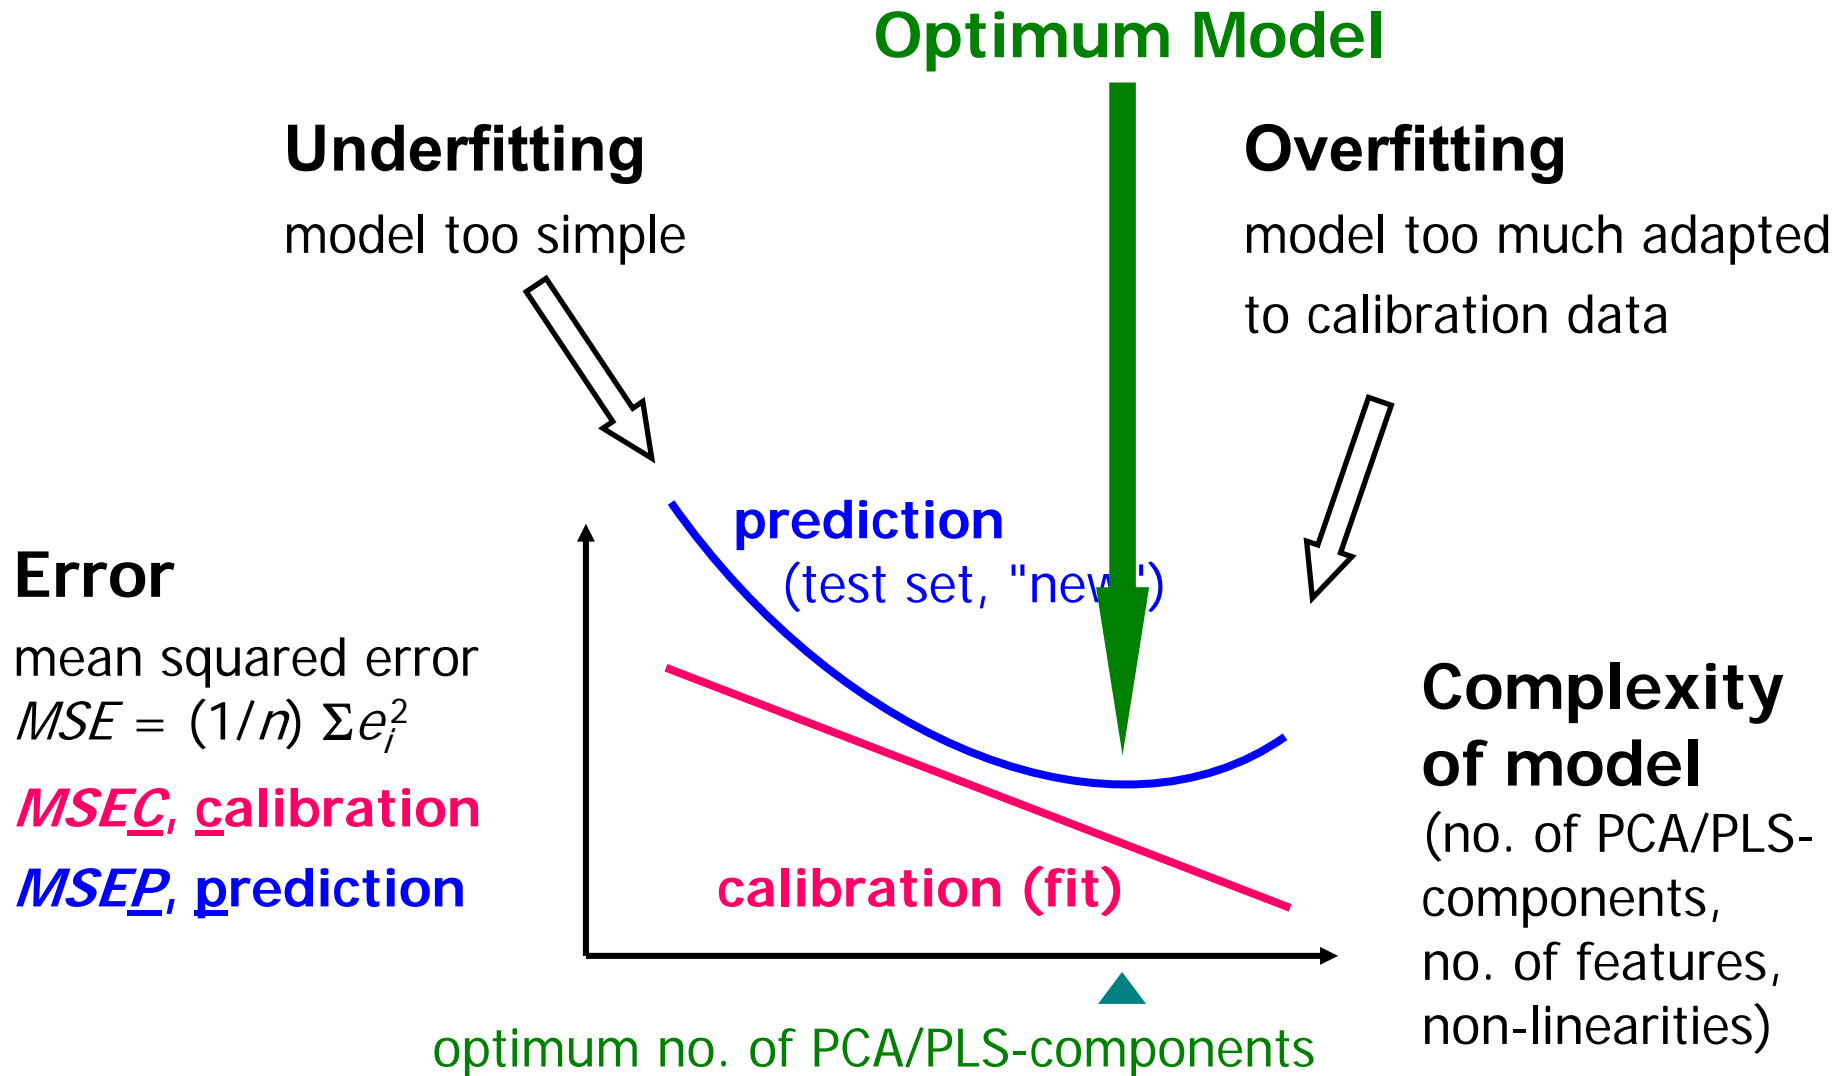 Optimum Model
Underfitting
model too simple
Overfitting
model too much adapted
to calibration data
prediction
(test set, "new")
Error
mean squared error
MSE = (1/n) Σe_i^2
MSEC, calibration
MSEP, prediction
calibration (fit)
Complexity
of model
(no. of PCA/PLS-
components,
no. of features,
non-linearities)
optimum no. of PCA/PLS-components